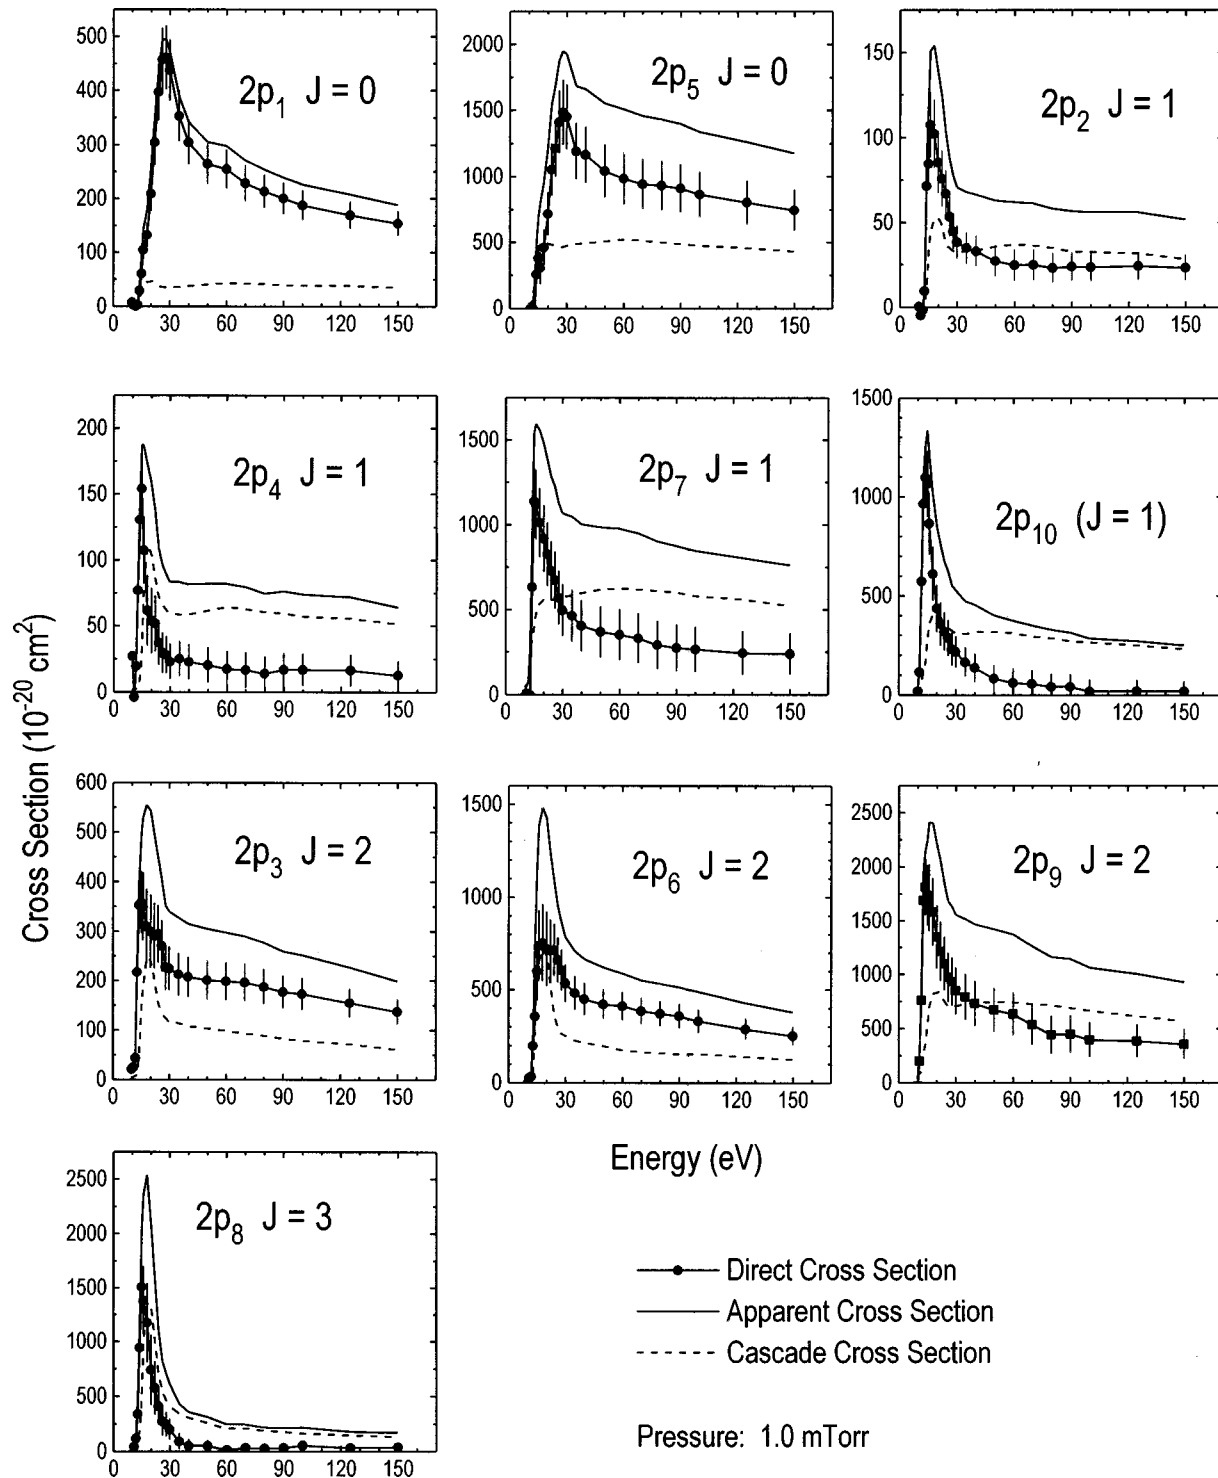 2p1 J = 0
500
400
300
200
100
0
0 30 60 90 120 150
2p5 J = 0
2000
1500
1000
500
0
0 30 60 90 120 150
2p2 J = 1
150
100
50
0
0 30 60 90 120 150
2p4 J = 1
200
150
100
50
0
0 30 60 90 120 150
2p7 J = 1
1500
1000
500
0
0 30 60 90 120 150
2p10 (J = 1)
1500
1000
500
0
0 30 60 90 120 150
Cross Section (10-20 cm2)
2p3 J = 2
600
500
400
300
200
100
0
0 30 60 90 120 150
2p6 J = 2
1500
1000
500
0
0 30 60 90 120 150
2p9 J = 2
2500
2000
1500
1000
500
0
0 30 60 90 120 150
2p8 J = 3
2500
2000
1500
1000
500
0
0 30 60 90 120 150
Energy (eV)
Direct Cross Section
Apparent Cross Section
Cascade Cross Section
Pressure: 1.0 mTorr